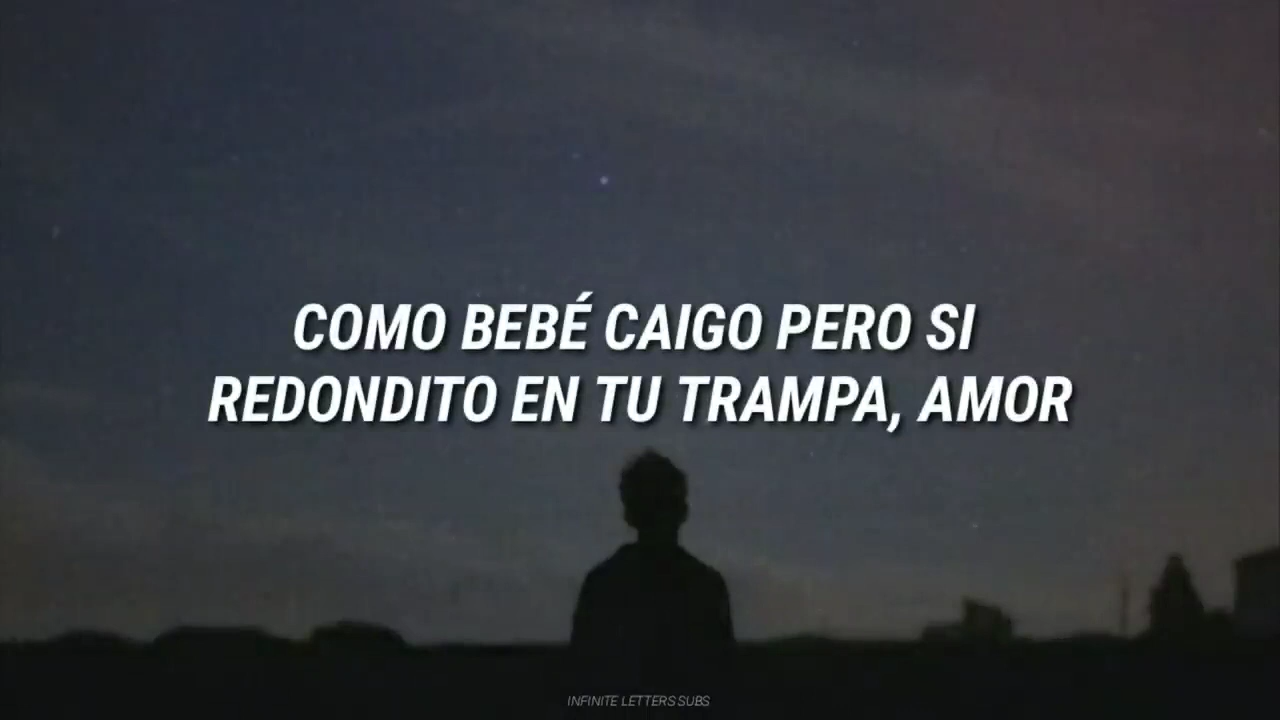 COMO BEBÉ CAIGO PERO SI
REDONDITO EN TU TRAMPA, AMOR
INFINITE LETTERS SUBS